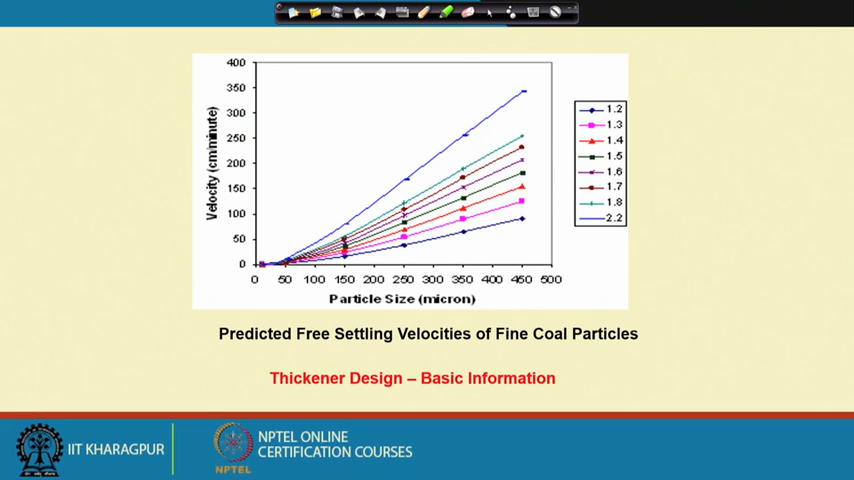 400
350
300
250
200
150
100
50
0
Velocity (cm/minute)
0 50 100 150 200 250 300 350 400 450 500
Particle Size (micron)
1.2
1.3
1.4
1.5
1.6
1.7
1.8
2.2
Predicted Free Settling Velocities of Fine Coal Particles
Thickener Design – Basic Information
IIT KHARAGPUR
NPTEL
NPTEL ONLINE
CERTIFICATION COURSES